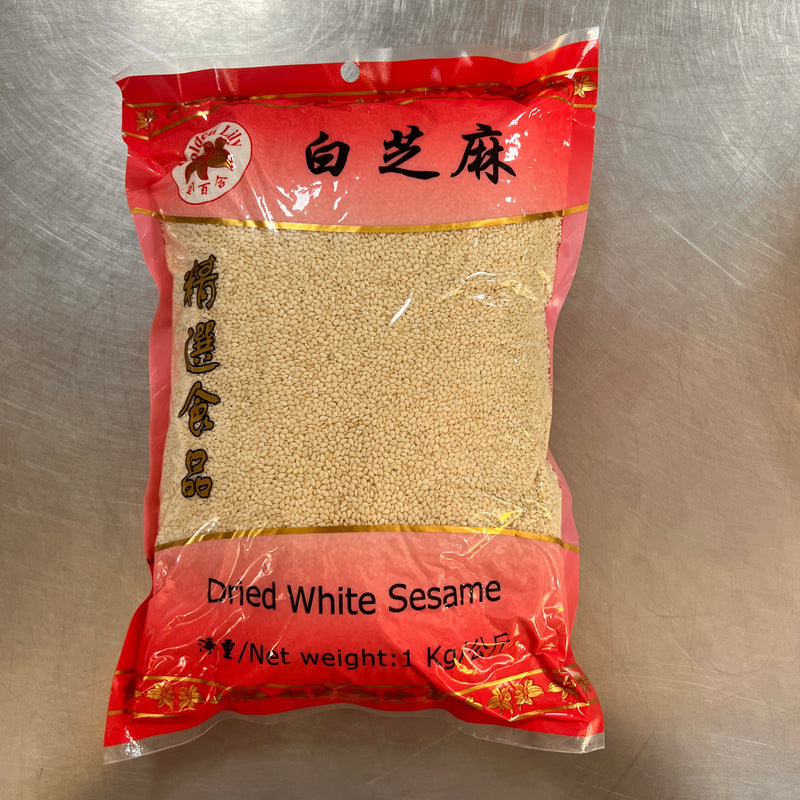 Golden Lily
金百合
白芝麻
精選食品
Dried White Sesame
淨重/Net weight:1 Kg/公斤